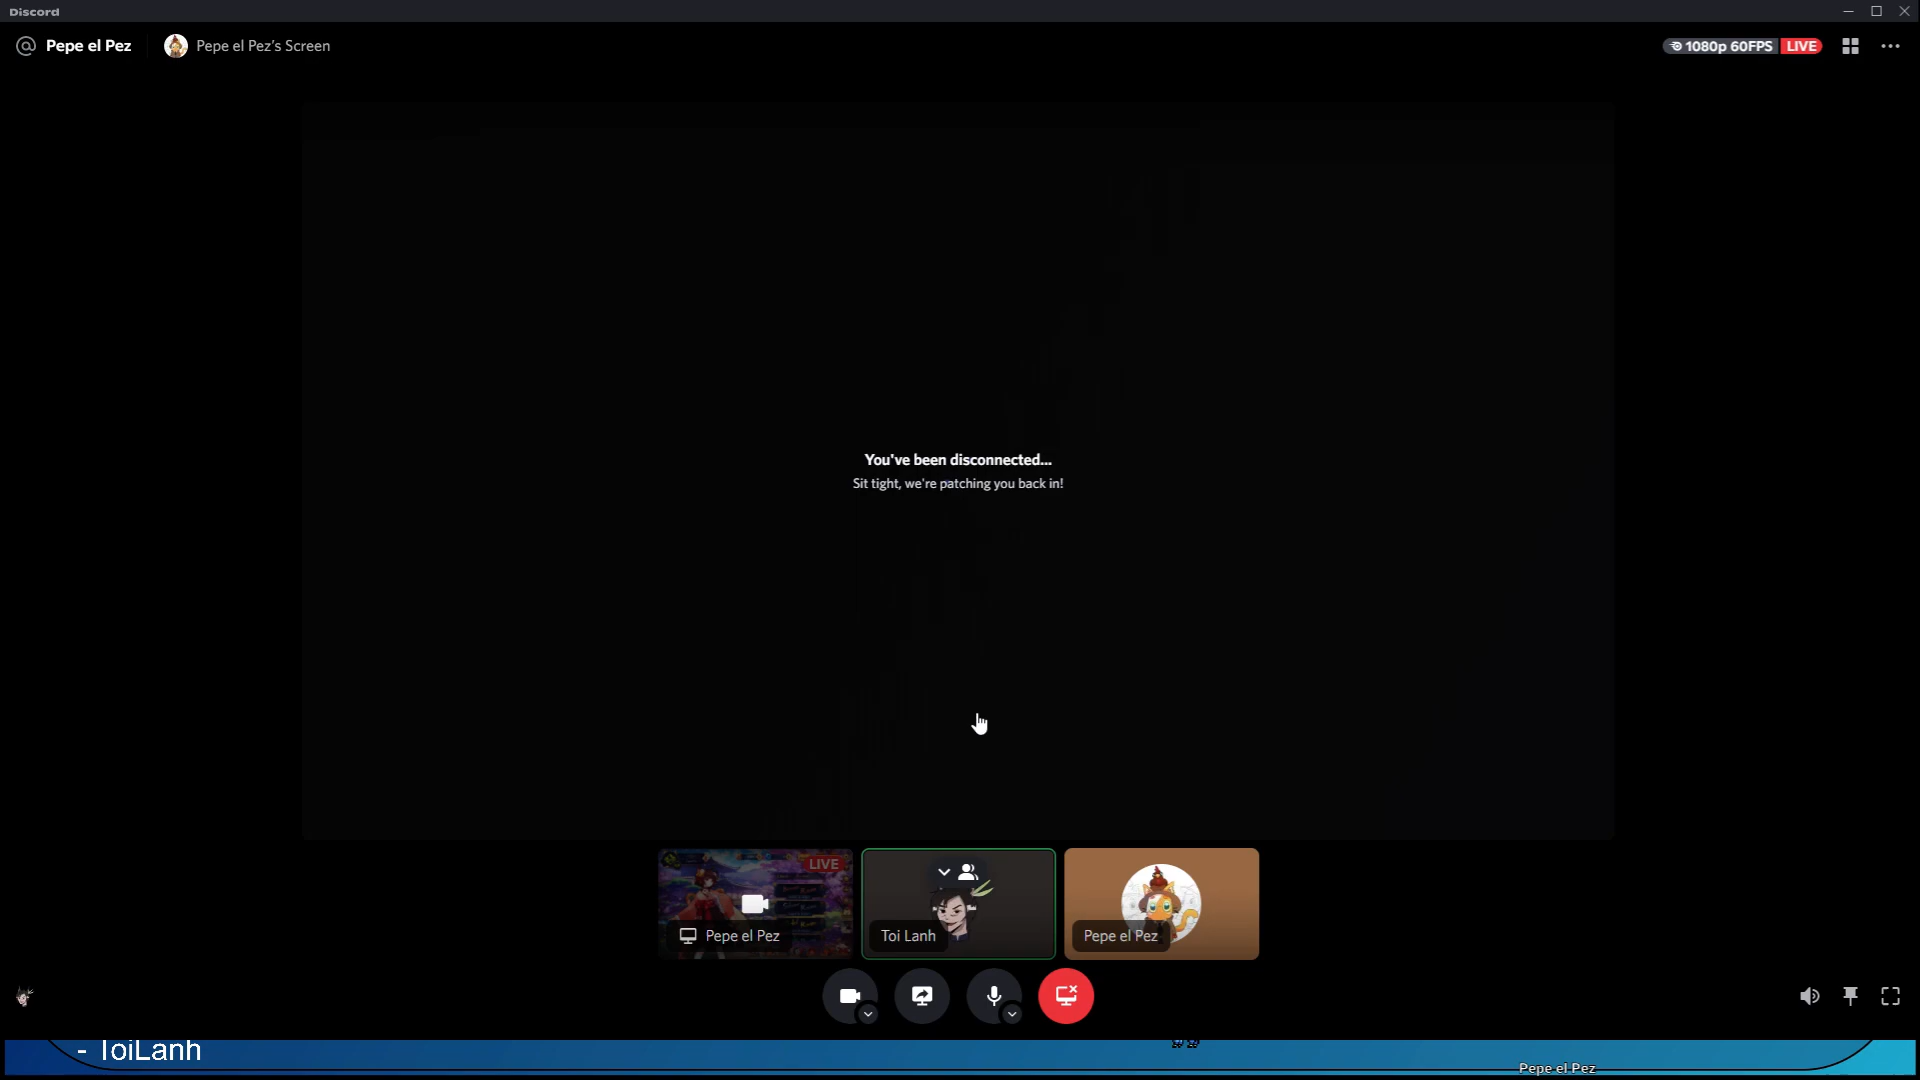 Discord
Pepe el Pez
Pepe el Pez's Screen
1080p 60FPS LIVE
You've been disconnected...
Sit tight, we're patching you back in!
LIVE
Pepe el Pez
Toi Lanh
Pepe el Pez
- ToiLanh
Pepe el Pez